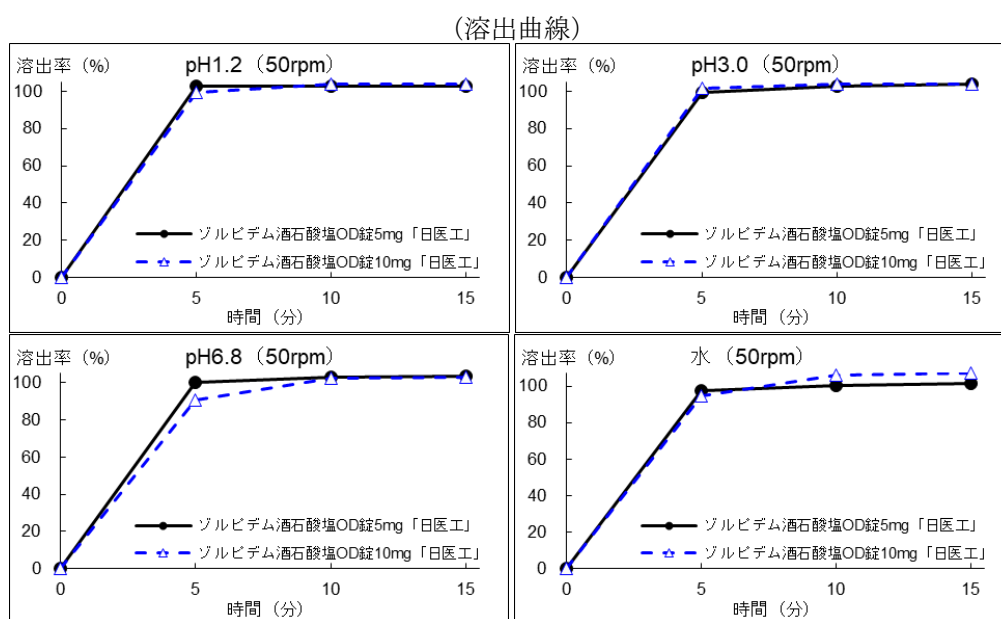 (溶出曲線)
溶出率 (%)
pH1.2 (50rpm)
100
80
60
40
20
0
ゾルピデム酒石酸塩OD錠5mg「日医工」
ゾルピデム酒石酸塩OD錠10mg「日医工」
0 5 10 15
時間 (分)
溶出率 (%)
pH3.0 (50rpm)
100
80
60
40
20
0
ゾルピデム酒石酸塩OD錠5mg「日医工」
ゾルピデム酒石酸塩OD錠10mg「日医工」
0 5 10 15
時間 (分)
溶出率 (%)
pH6.8 (50rpm)
100
80
60
40
20
0
ゾルピデム酒石酸塩OD錠5mg「日医工」
ゾルピデム酒石酸塩OD錠10mg「日医工」
0 5 10 15
時間 (分)
溶出率 (%)
水 (50rpm)
100
80
60
40
20
0
ゾルピデム酒石酸塩OD錠5mg「日医工」
ゾルピデム酒石酸塩OD錠10mg「日医工」
0 5 10 15
時間 (分)